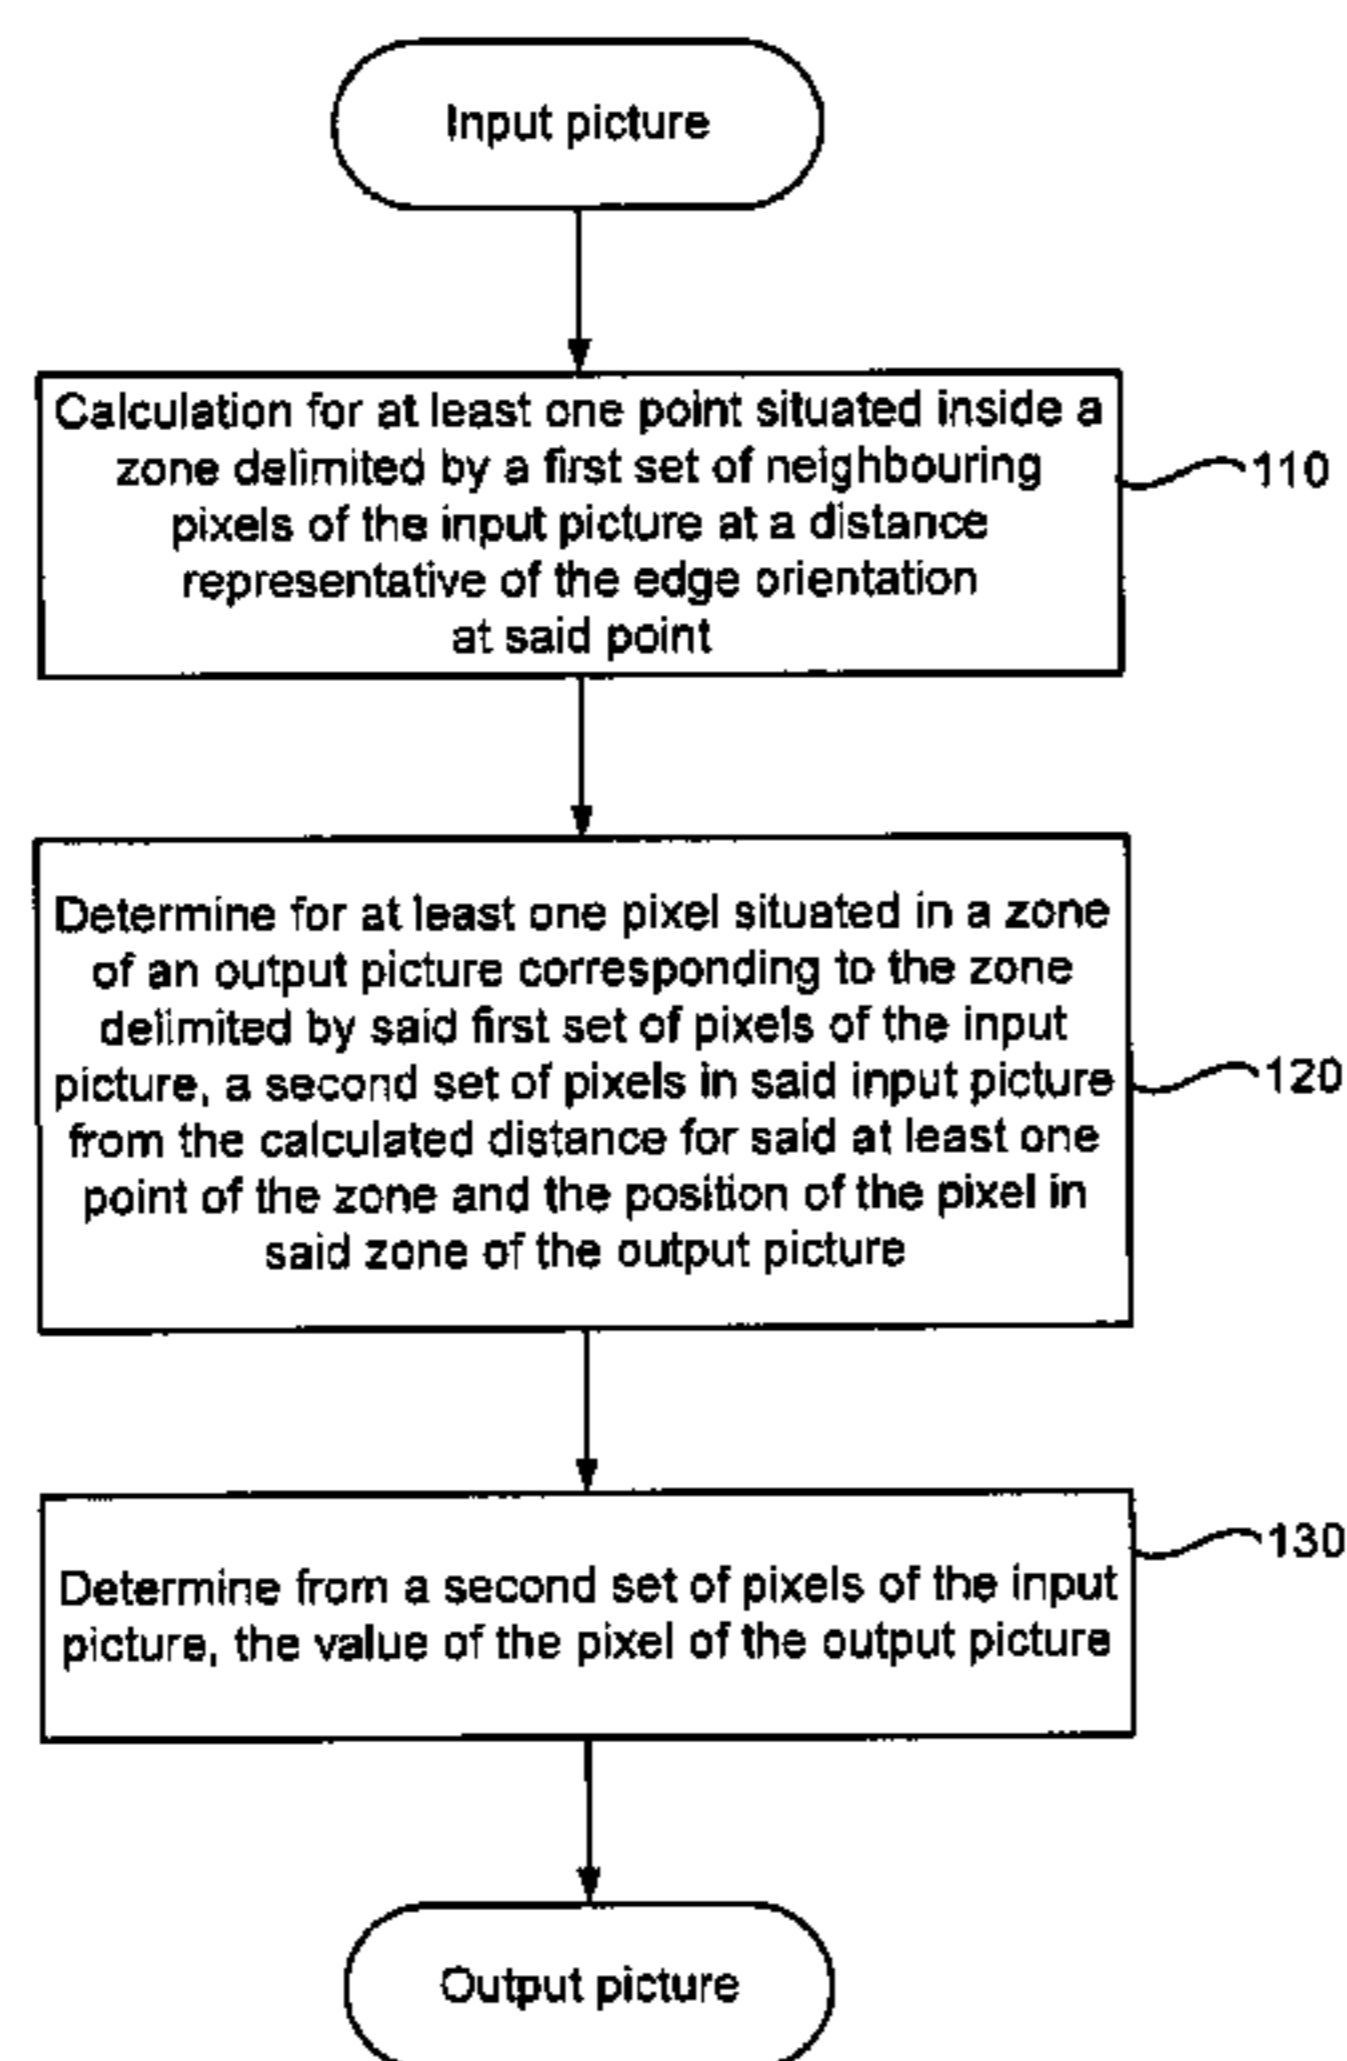 Input picture
Calculation for at least one point situated inside a
zone delimited by a first set of neighbouring
pixels of the input picture at a distance
representative of the edge orientation
at said point
110
Determine for at least one pixel situated in a zone
of an output picture corresponding to the zone
delimited by said first set of pixels of the input
picture, a second set of pixels in said input picture
from the calculated distance for said at least one
point of the zone and the position of the pixel in
said zone of the output picture
120
Determine from a second set of pixels of the input
picture, the value of the pixel of the output picture
130
Output picture